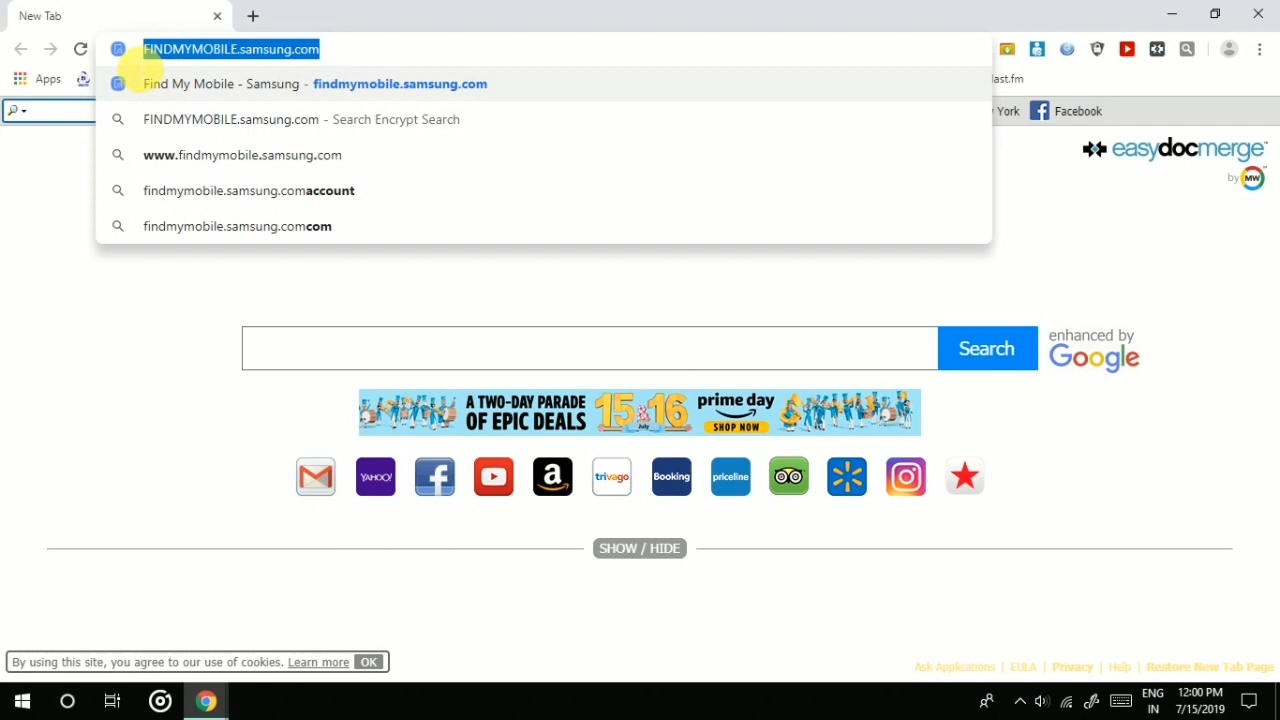 New Tab
FINDMYMOBILE.samsung.com
Find My Mobile - Samsung - findmymobile.samsung.com
Apps
last.fm
FINDMYMOBILE.samsung.com - Search Encrypt Search
York
Facebook
www.findmymobile.samsung.com
easydocmerge
by MW
findmymobile.samsung.comaccount
findmymobile.samsung.comcom
Search
enhanced by
Google
A TWO-DAY PARADE
OF EPIC DEALS
15 & 16
July
prime day
SHOP NOW
YAHOO!
a
trivago
Booking
priceline
SHOW / HIDE
By using this site, you agree to our use of cookies. Learn more OK
Ask Applications | EULA | Privacy | Help | Restore New Tab Page
ENG
IN
12:00 PM
7/15/2019